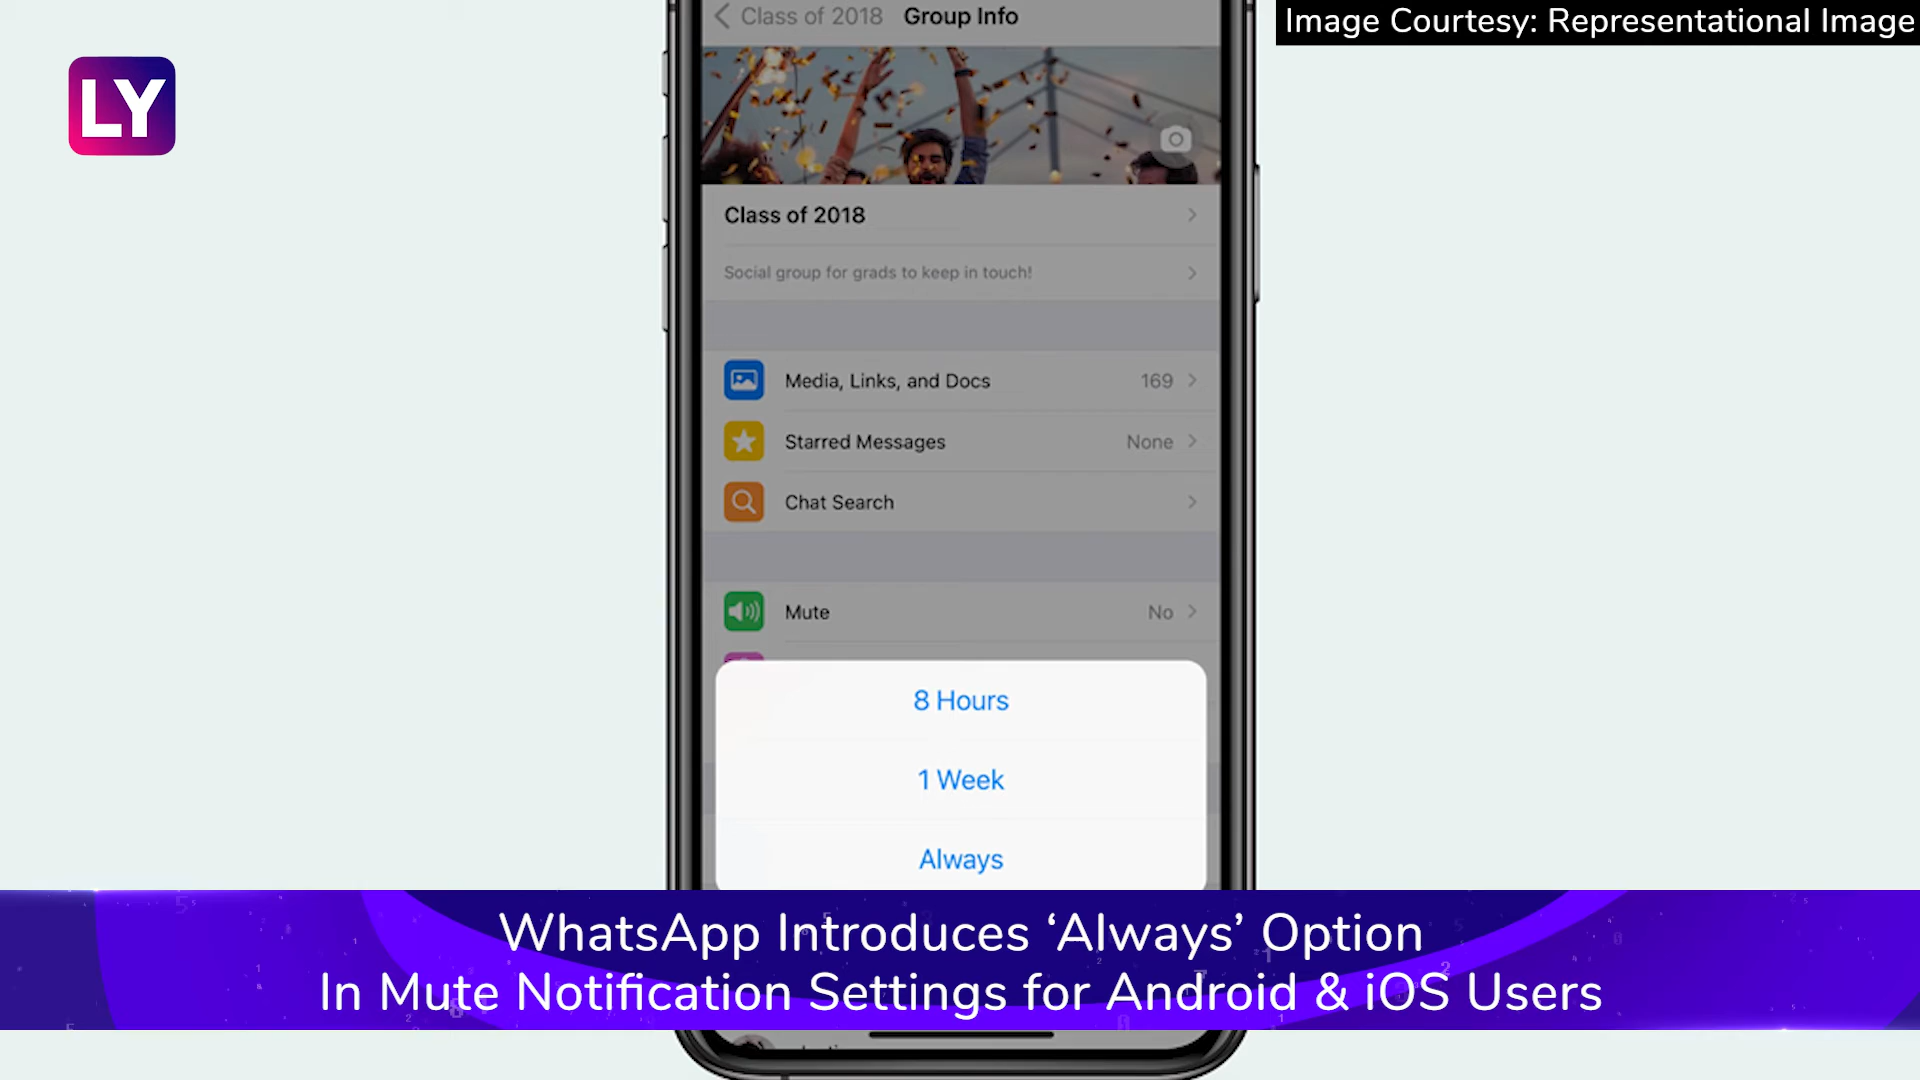 Image Courtesy: Representational Image
LY
Class of 2018 Group Info
Class of 2018
Social group for grads to keep in touch!
Media, Links, and Docs 169
Starred Messages None
Chat Search
Mute No
8 Hours
1 Week
Always
WhatsApp Introduces ‘Always’ Option
In Mute Notification Settings for Android & iOS Users